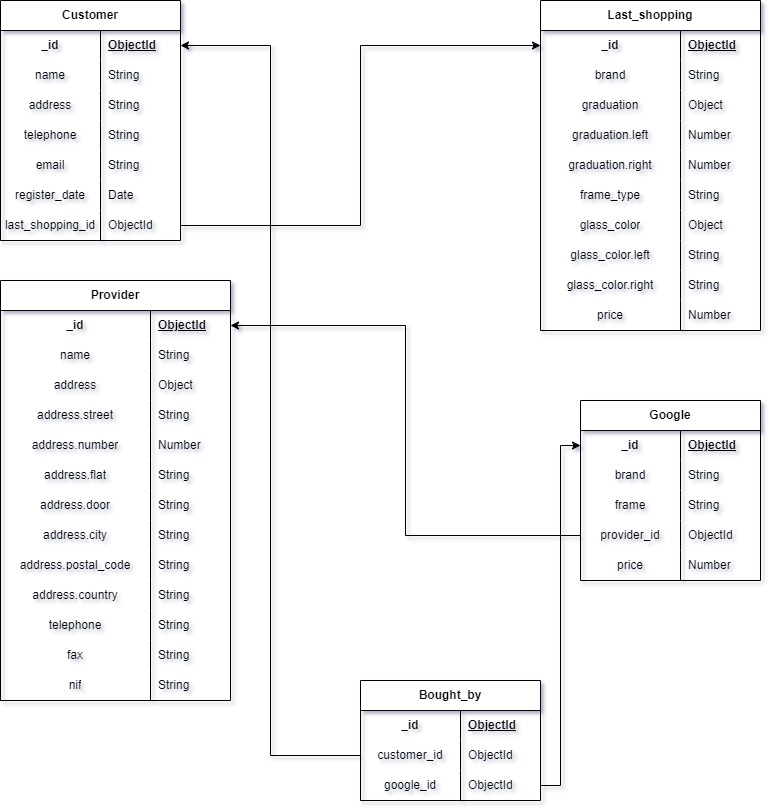 Customer
_id ObjectId
name String
address String
telephone String
email String
register_date Date
last_shopping_id ObjectId
Last_shopping
_id ObjectId
brand String
graduation Object
graduation.left Number
graduation.right Number
frame_type String
glass_color Object
glass_color.left String
glass_color.right String
price Number
Provider
_id ObjectId
name String
address Object
address.street String
address.number Number
address.flat String
address.door String
address.city String
address.postal_code String
address.country String
telephone String
fax String
nif String
Google
_id ObjectId
brand String
frame String
provider_id ObjectId
price Number
Bought_by
_id ObjectId
customer_id ObjectId
google_id ObjectId